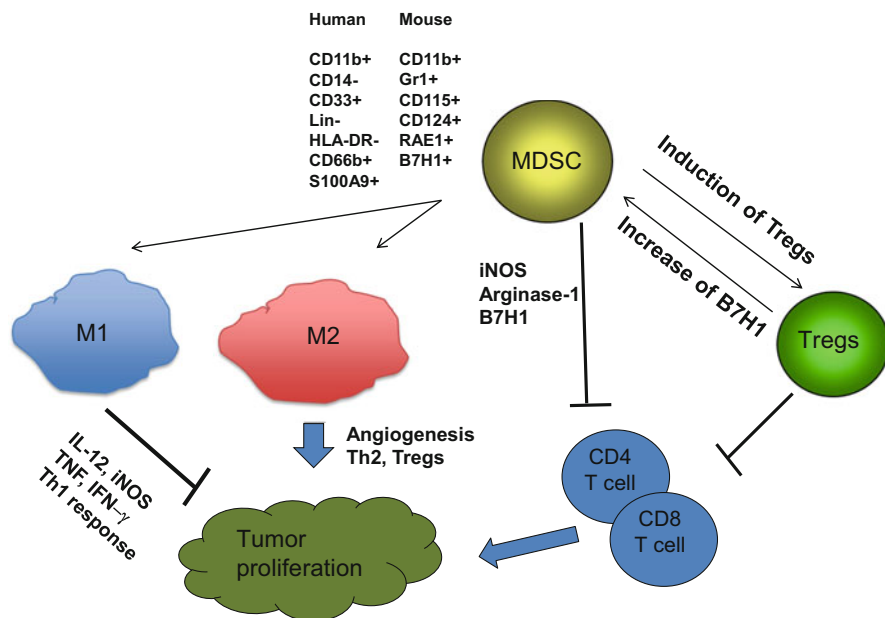 Human Mouse
CD11b+ CD11b+
CD14- Gr1+
CD33+ CD115+
Lin- CD124+
HLA-DR- RAE1+
CD66b+ B7H1+
S100A9+
MDSC
Induction of Tregs
Increase of B7H1
iNOS
Arginase-1
B7H1
M1
M2
Tregs
Angiogenesis
Th2, Tregs
IL-12, iNOS
TNF, IFN–γ
Th1 response
CD4
T cell
CD8
T cell
Tumor
proliferation